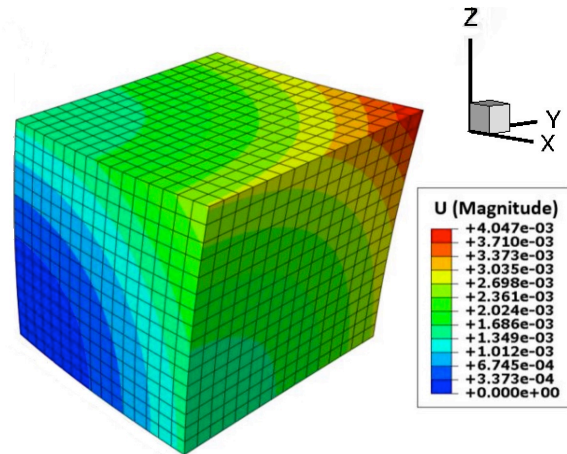 Z
Y
X
U (Magnitude)
+4.047e-03
+3.710e-03
+3.373e-03
+3.035e-03
+2.698e-03
+2.361e-03
+2.024e-03
+1.686e-03
+1.349e-03
+1.012e-03
+6.745e-04
+3.373e-04
+0.000e+00